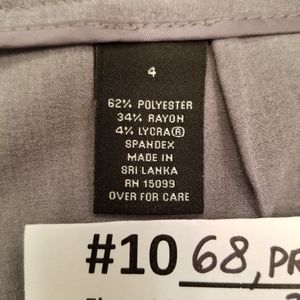 4
62% POLYESTER
34% RAYON
4% LYCRA®
SPANDEX
MADE IN
SRI LANKA
RN 15099
OVER FOR CARE
#10 68, PR